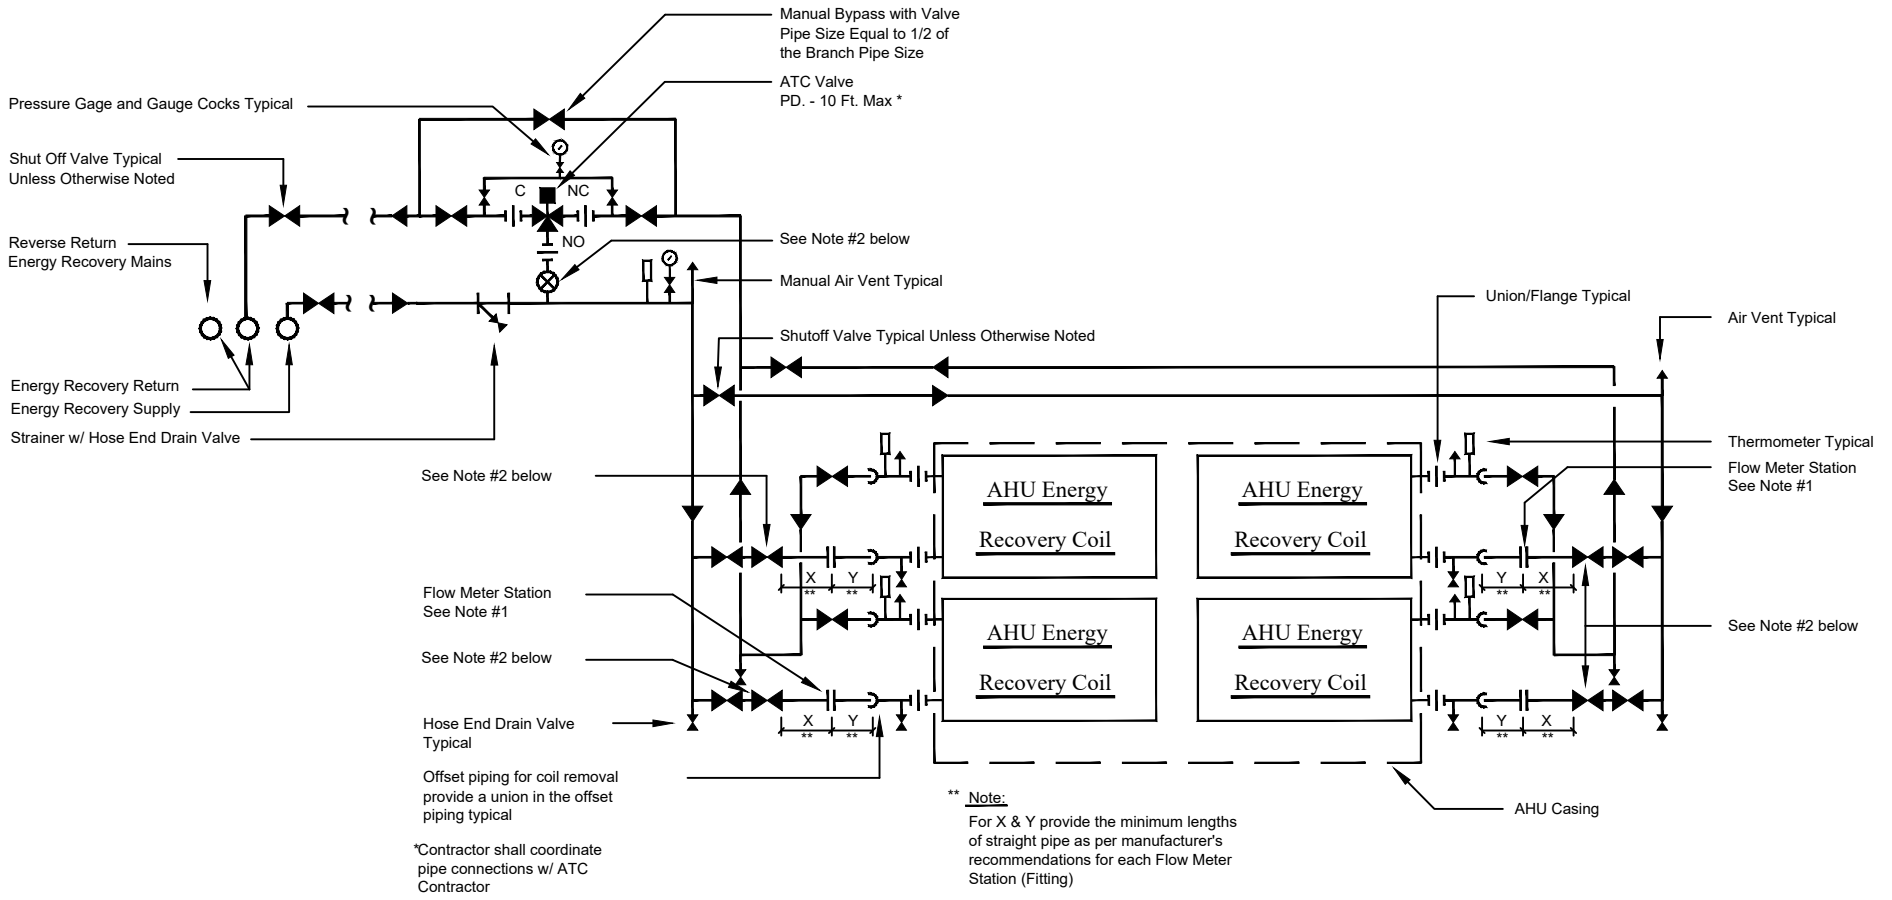 Manual Bypass with Valve
Pipe Size Equal to 1/2 of
the Branch Pipe Size
ATC Valve
PD. - 10 Ft. Max *
Pressure Gage and Gauge Cocks Typical
Shut Off Valve Typical
Unless Otherwise Noted
C
NC
NO
Reverse Return
Energy Recovery Mains
See Note #2 below
Manual Air Vent Typical
Union/Flange Typical
Air Vent Typical
Shutoff Valve Typical Unless Otherwise Noted
Energy Recovery Return
Energy Recovery Supply
Strainer w/ Hose End Drain Valve
Thermometer Typical
Flow Meter Station
See Note #1
See Note #2 below
AHU Energy
Recovery Coil
AHU Energy
Recovery Coil
X
**
Y
**
Y
**
X
**
Flow Meter Station
See Note #1
See Note #2 below
AHU Energy
Recovery Coil
AHU Energy
Recovery Coil
See Note #2 below
X
**
Y
**
Y
**
X
**
Hose End Drain Valve
Typical
Offset piping for coil removal
provide a union in the offset
piping typical
*Contractor shall coordinate
pipe connections w/ ATC
Contractor
** Note:
For X & Y provide the minimum lengths
of straight pipe as per manufacturer's
recommendations for each Flow Meter
Station (Fitting)
AHU Casing